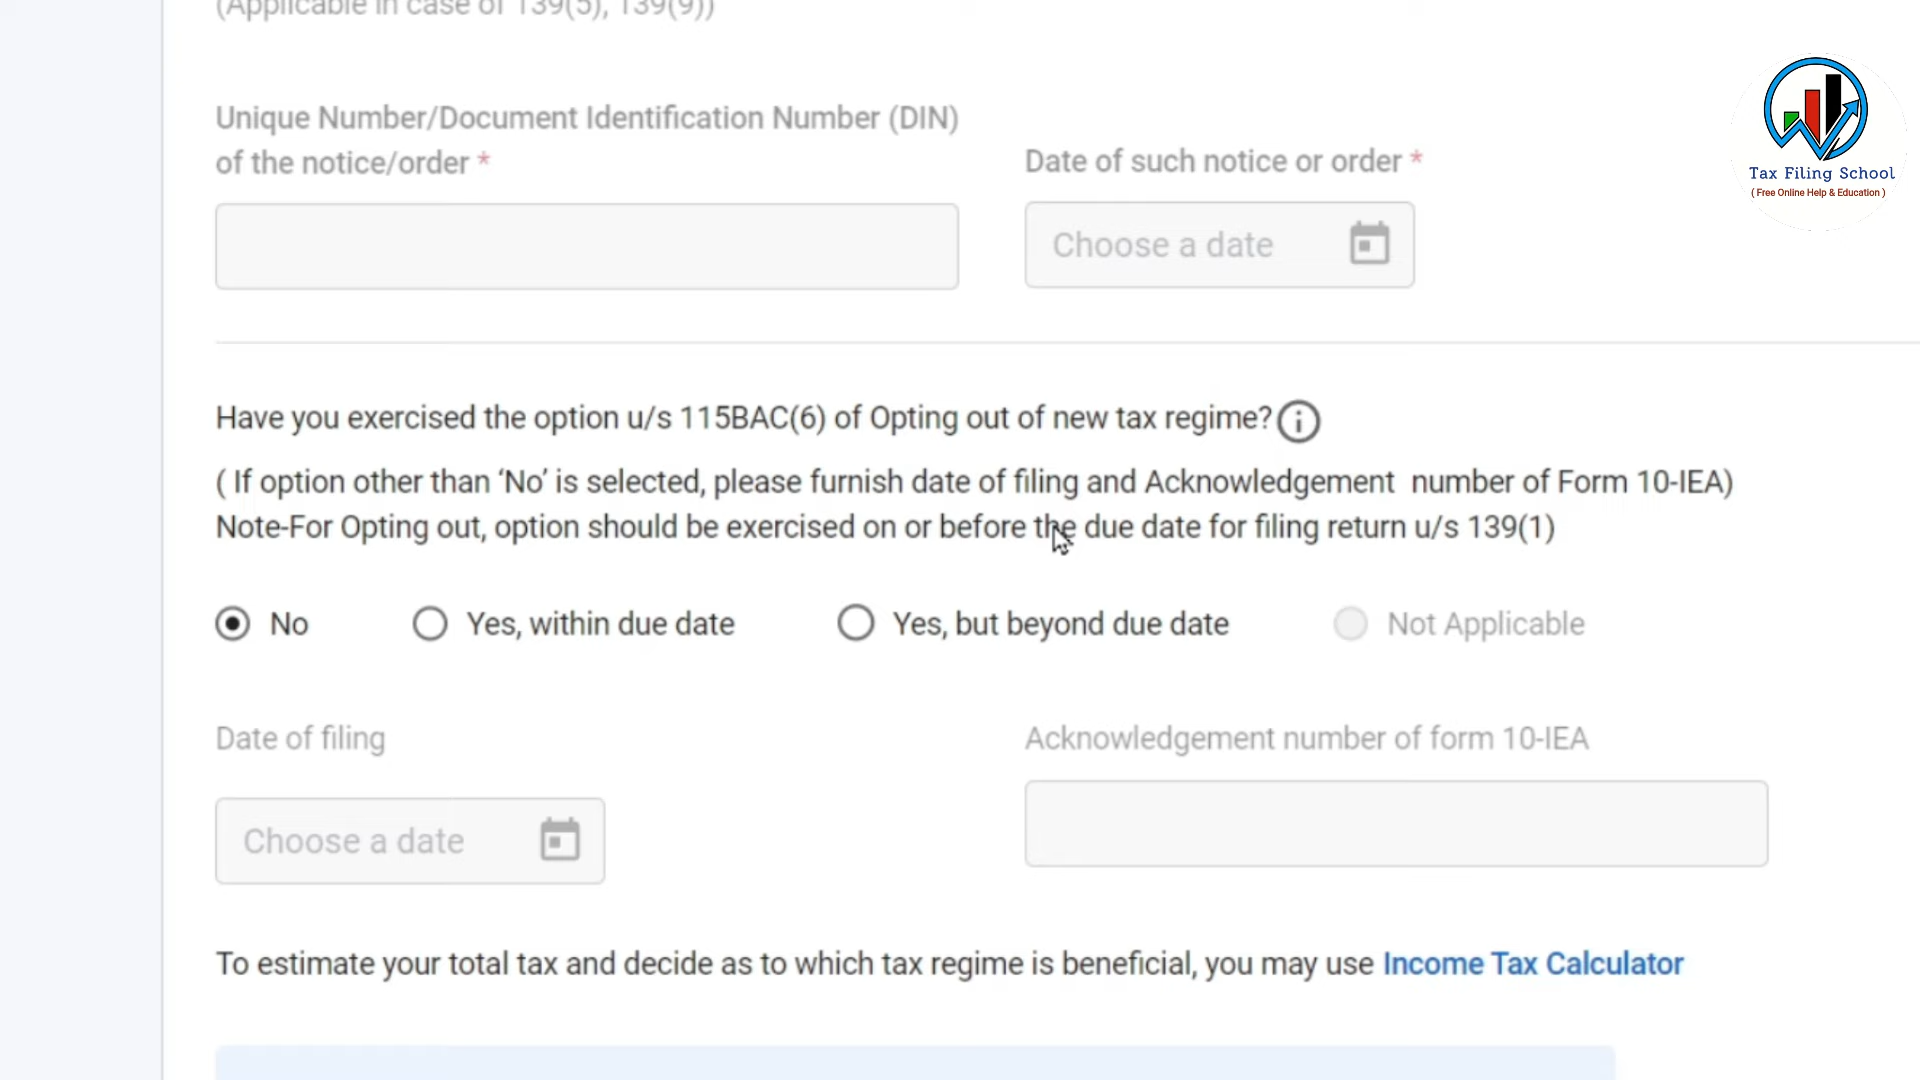 (Applicable in case of 139(5), 139(9))
Unique Number/Document Identification Number (DIN)
of the notice/order *
Date of such notice or order *
Choose a date
Tax Filing School
( Free Online Help & Education )
Have you exercised the option u/s 115BAC(6) of Opting out of new tax regime?
( If option other than ‘No’ is selected, please furnish date of filing and Acknowledgement number of Form 10-IEA)
Note-For Opting out, option should be exercised on or before the due date for filing return u/s 139(1)
No Yes, within due date Yes, but beyond due date Not Applicable
Date of filing
Acknowledgement number of form 10-IEA
Choose a date
To estimate your total tax and decide as to which tax regime is beneficial, you may use Income Tax Calculator